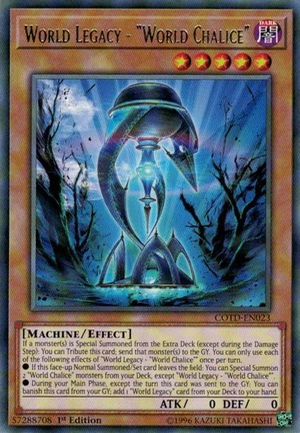 World Legacy - "World Chalice"
DARK
闇
COTD-EN023
[Machine/Effect]
If a monster(s) is Special Summoned from the Extra Deck (except during the Damage
Step): You can Tribute this card; send that monster(s) to the GY. You can only use each
of the following effects of "World Legacy - "World Chalice"" once per turn.
● If this face-up Normal Summoned/Set card leaves the field: You can Special Summon
2 "World Chalice" monsters from your Deck, except "World Legacy - "World Chalice"".
● During your Main Phase, except the turn this card was sent to the GY: You can
banish this card from your GY; add 1 "World Legacy" card from your Deck to your hand.
ATK/ 0 DEF/ 0
57288708 1st Edition ©1996 KAZUKI TAKAHASHI